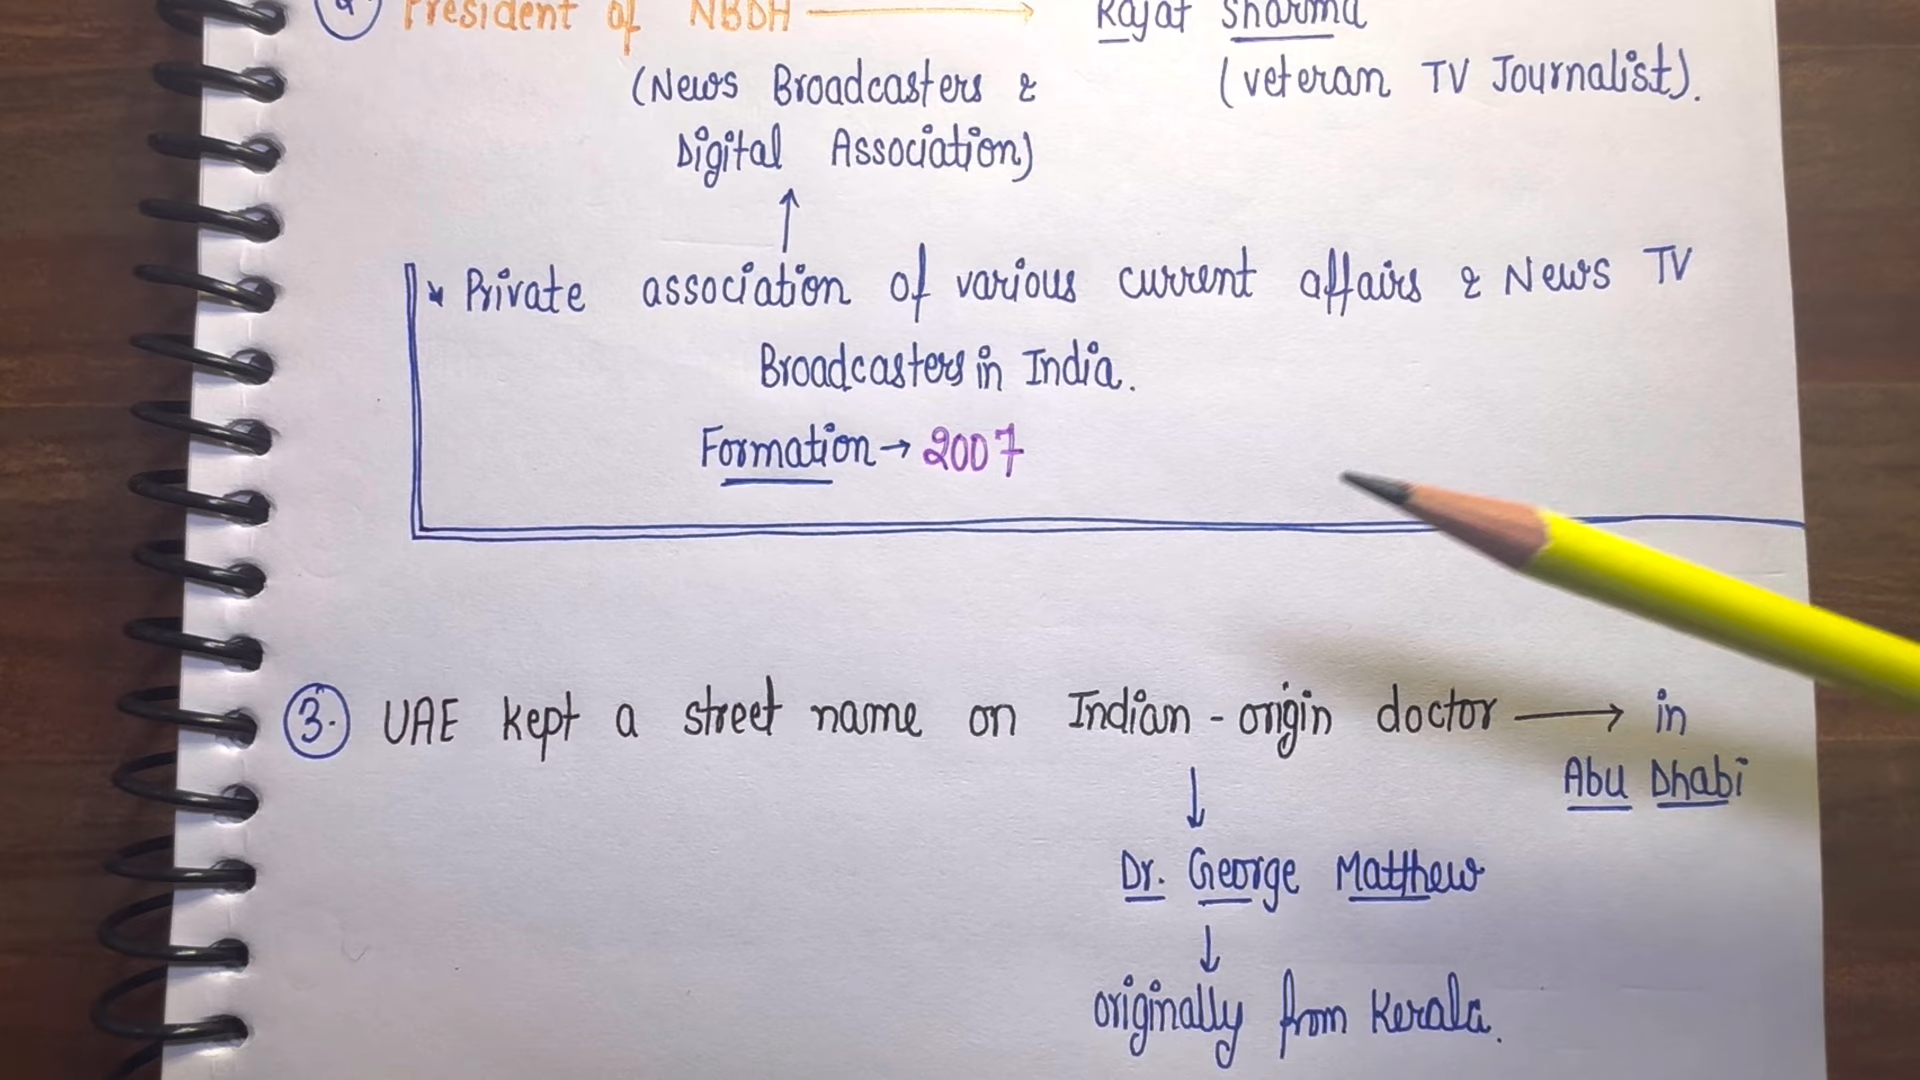 President of NBDA → Rajat Sharma
(News Broadcasters & (veteran TV Journalist).
Digital Association)
↑
* Private association of various current affairs & News TV
Broadcasters in India.
Formation → 2007
3. UAE kept a street name on Indian-origin doctor → in
Abu Dhabi
↓
Dr. George Matthew
↓
originally from Kerala.